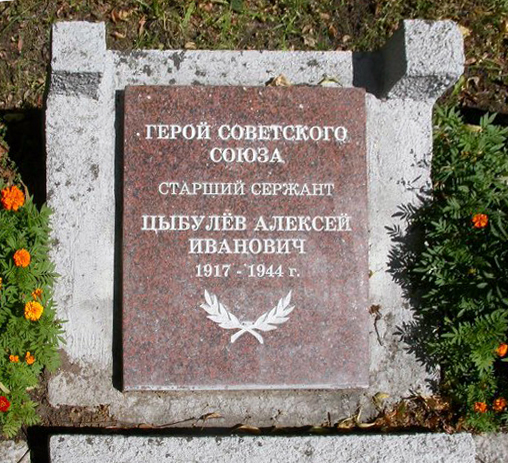 ГЕРОЙ СОВЕТСКОГО
СОЮЗА
СТАРШИЙ СЕРЖАНТ
ЦЫБУЛЁВ АЛЕКСЕЙ
ИВАНОВИЧ
1917 - 1944 г.